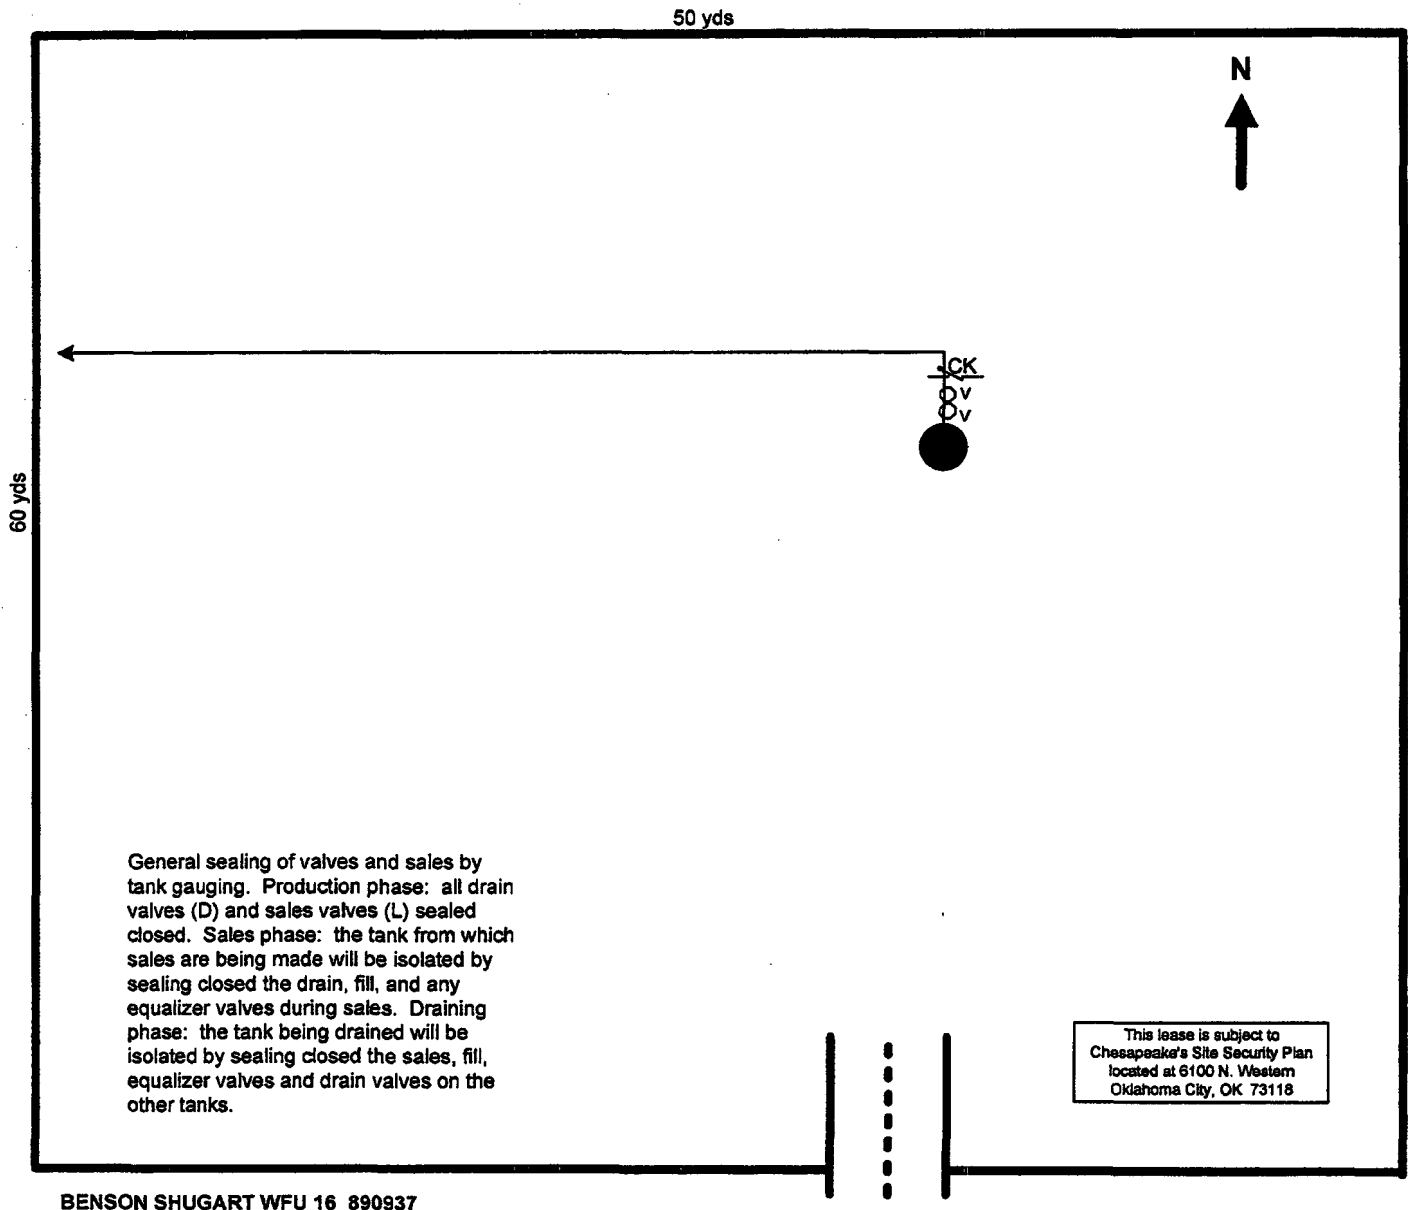 50 yds
N
CK
V
V
60 yds
General sealing of valves and sales by
tank gauging. Production phase: all drain
valves (D) and sales valves (L) sealed
closed. Sales phase: the tank from which
sales are being made will be isolated by
sealing closed the drain, fill, and any
equalizer valves during sales. Draining
phase: the tank being drained will be
isolated by sealing closed the sales, fill,
equalizer valves and drain valves on the
other tanks.
This lease is subject to
Chesapeake's Site Security Plan
located at 6100 N. Western
Oklahoma City, OK 73118
BENSON SHUGART WFU 16 890937